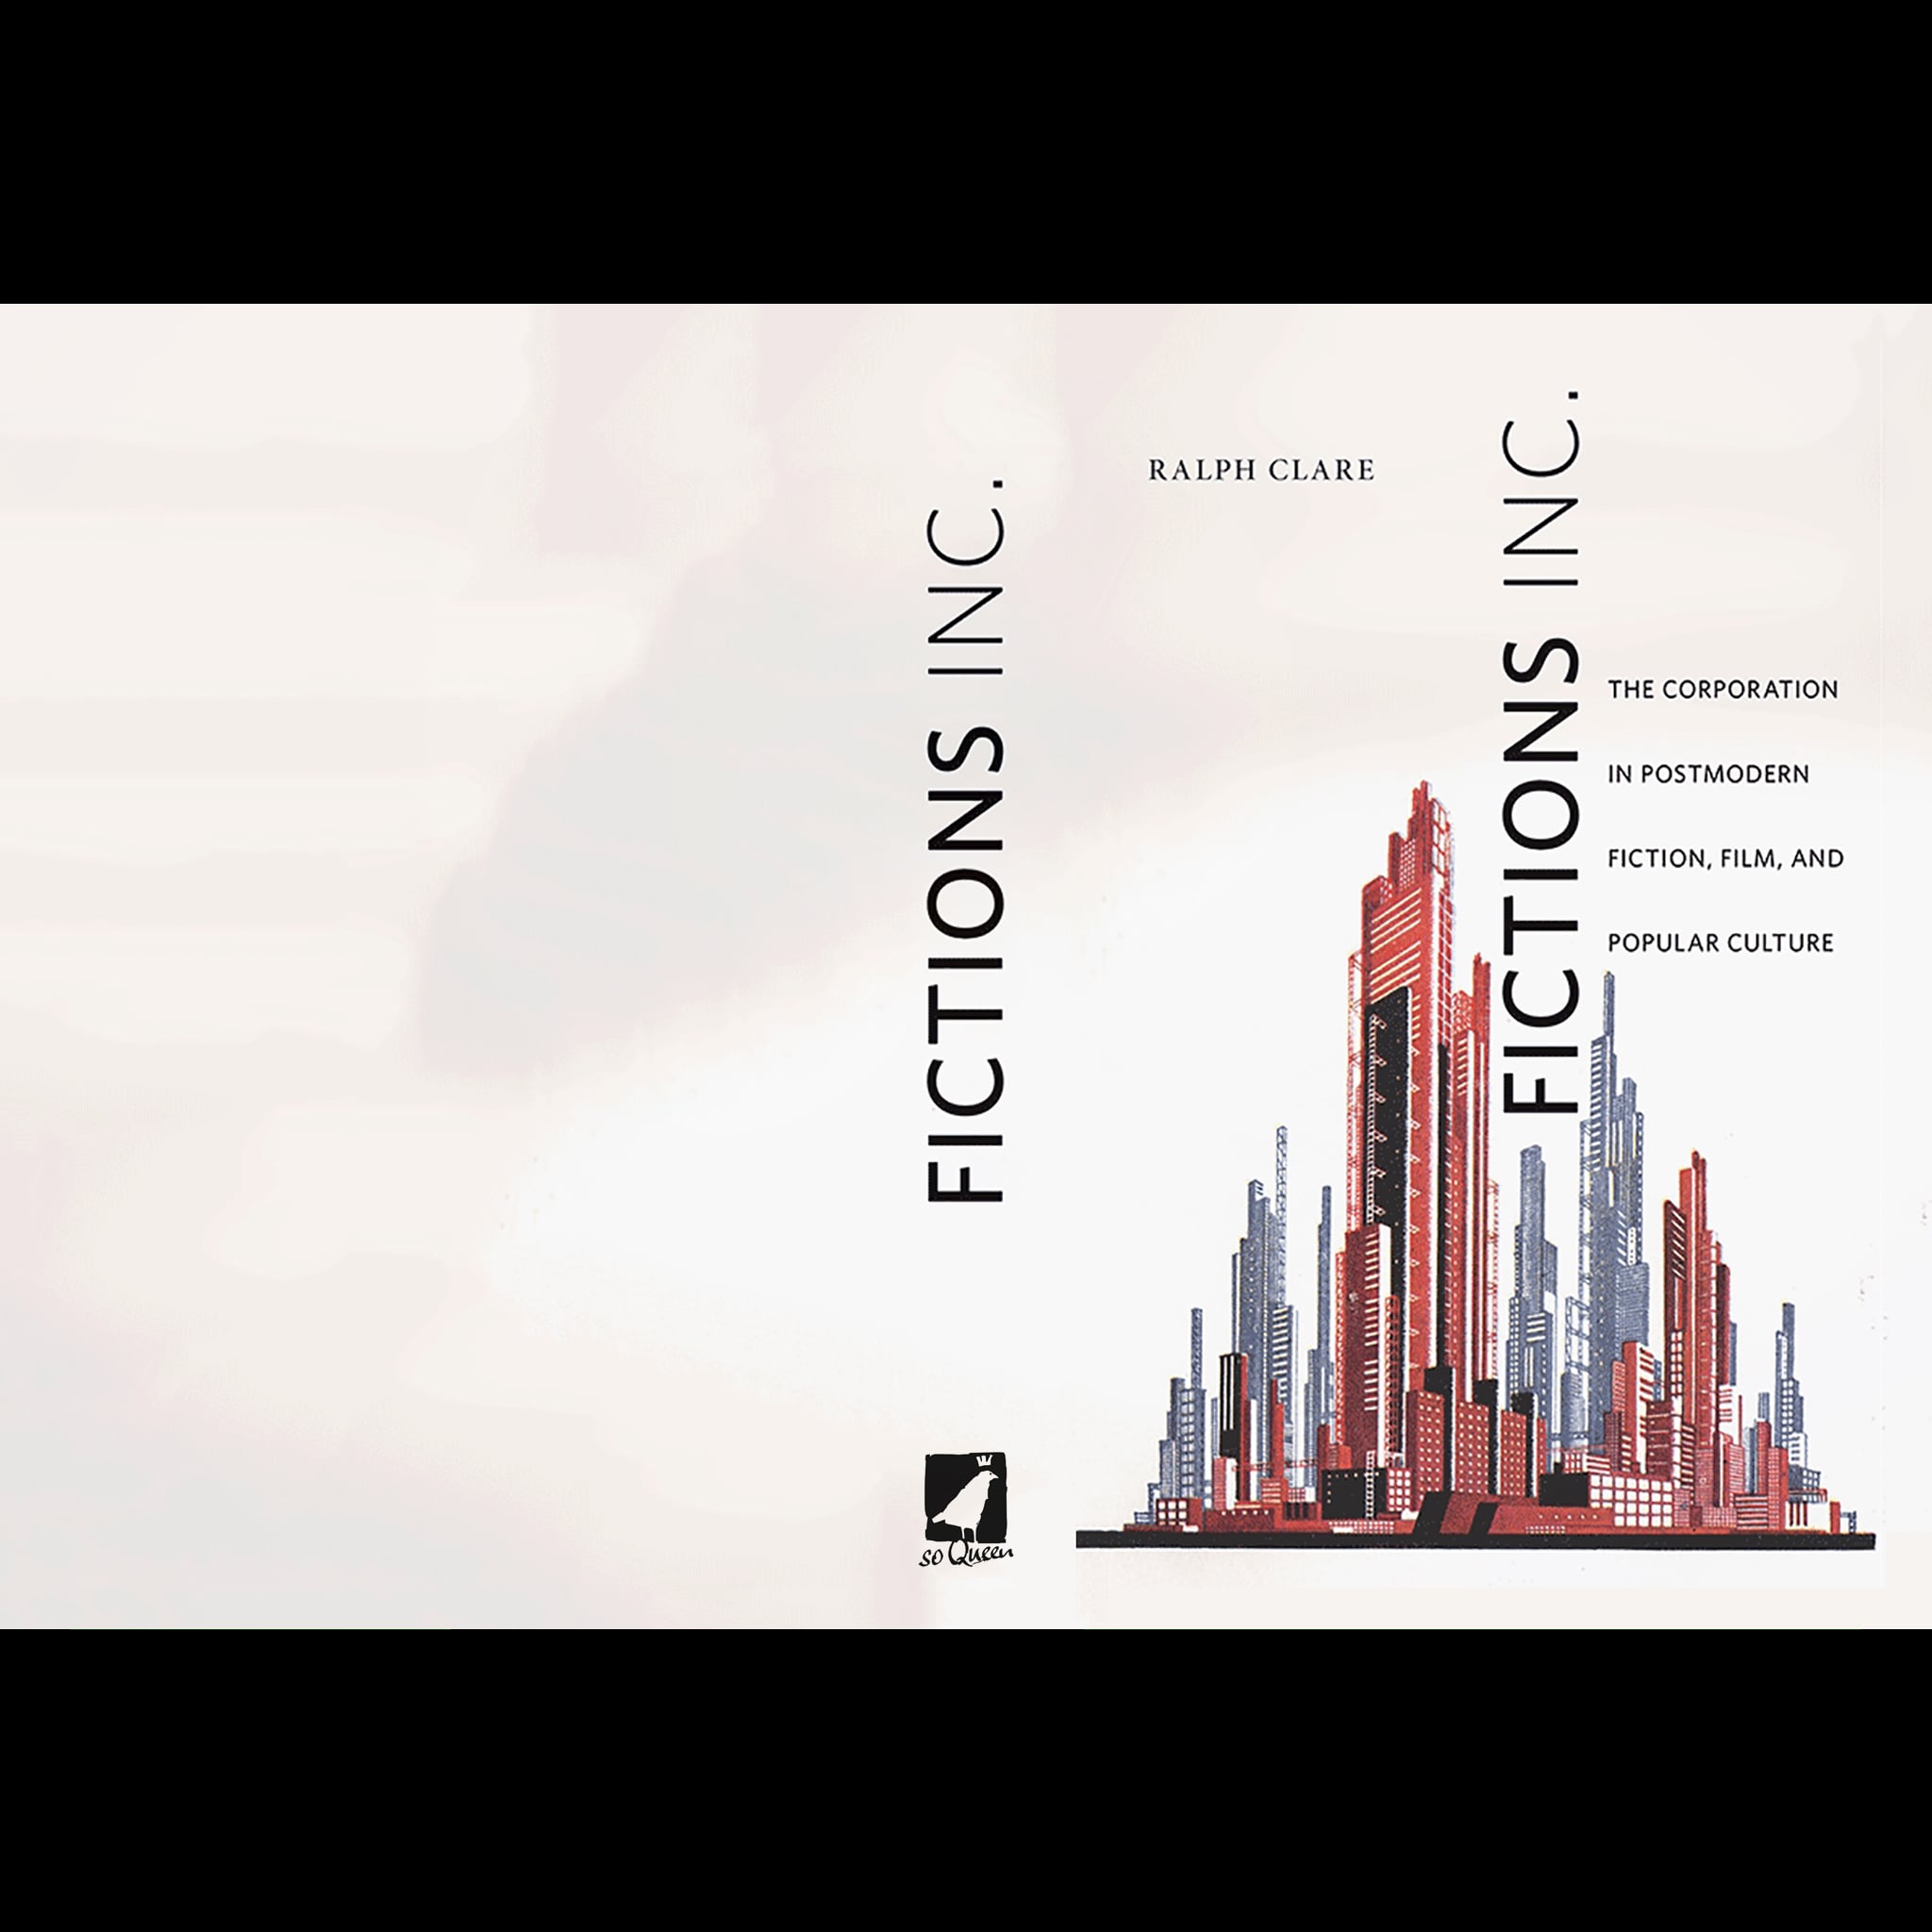 FICTIONS INC.
so Queen
RALPH CLARE
FICTIONS INC.
THE CORPORATION
IN POSTMODERN
FICTION, FILM, AND
POPULAR CULTURE